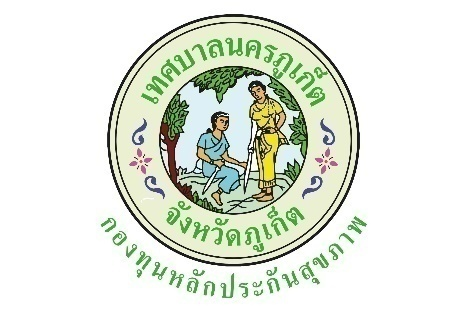 เทศบาลนครภูเก็ต
จังหวัดภูเก็ต
กองทุนหลักประกันสุขภาพ